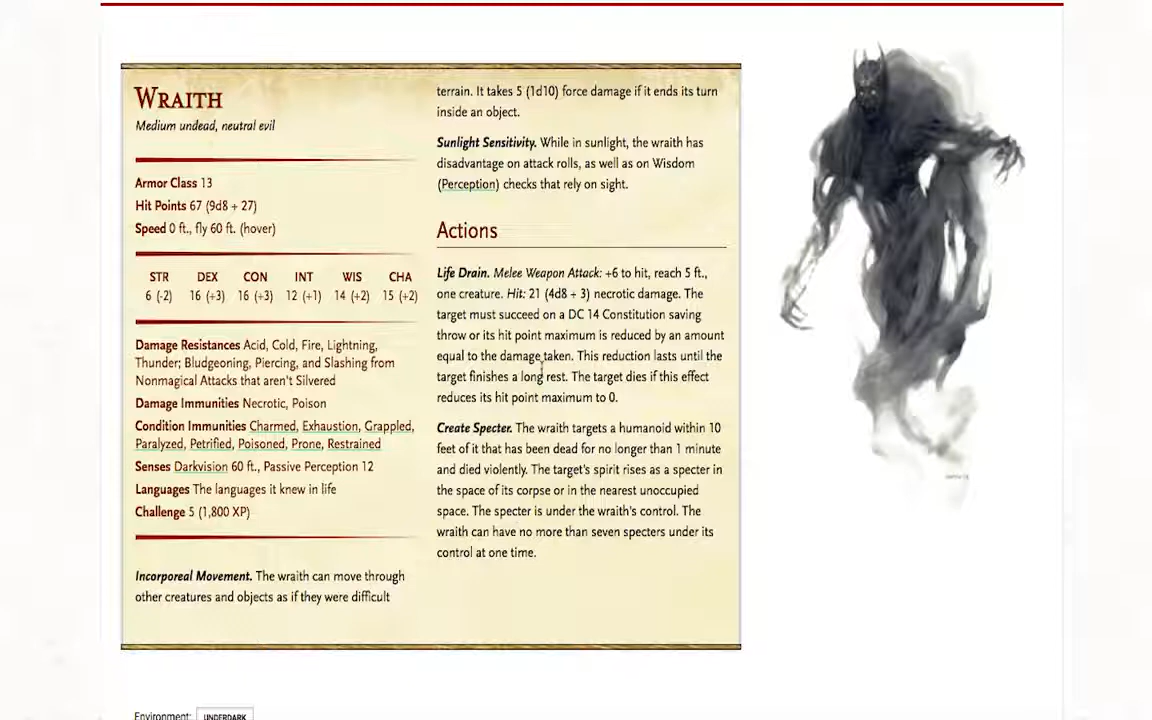 WRAITH
Medium undead, neutral evil
Armor Class 13
Hit Points 67 (9d8 + 27)
Speed 0 ft., fly 60 ft. (hover)
STR DEX CON INT WIS CHA
6 (-2) 16 (+3) 16 (+3) 12 (+1) 14 (+2) 15 (+2)
Damage Resistances Acid, Cold, Fire, Lightning,
Thunder; Bludgeoning, Piercing, and Slashing from
Nonmagical Attacks that aren't Silvered
Damage Immunities Necrotic, Poison
Condition Immunities Charmed, Exhaustion, Grappled,
Paralyzed, Petrified, Poisoned, Prone, Restrained
Senses Darkvision 60 ft., Passive Perception 12
Languages The languages it knew in life
Challenge 5 (1,800 XP)
Incorporeal Movement. The wraith can move through
other creatures and objects as if they were difficult
terrain. It takes 5 (1d10) force damage if it ends its turn
inside an object.
Sunlight Sensitivity. While in sunlight, the wraith has
disadvantage on attack rolls, as well as on Wisdom
(Perception) checks that rely on sight.
Actions
Life Drain. Melee Weapon Attack: +6 to hit, reach 5 ft.,
one creature. Hit: 21 (4d8 + 3) necrotic damage. The
target must succeed on a DC 14 Constitution saving
throw or its hit point maximum is reduced by an amount
equal to the damage taken. This reduction lasts until the
target finishes a long rest. The target dies if this effect
reduces its hit point maximum to 0.
Create Specter. The wraith targets a humanoid within 10
feet of it that has been dead for no longer than 1 minute
and died violently. The target's spirit rises as a specter in
the space of its corpse or in the nearest unoccupied
space. The specter is under the wraith's control. The
wraith can have no more than seven specters under its
control at one time.
Environment: UNDERDARK